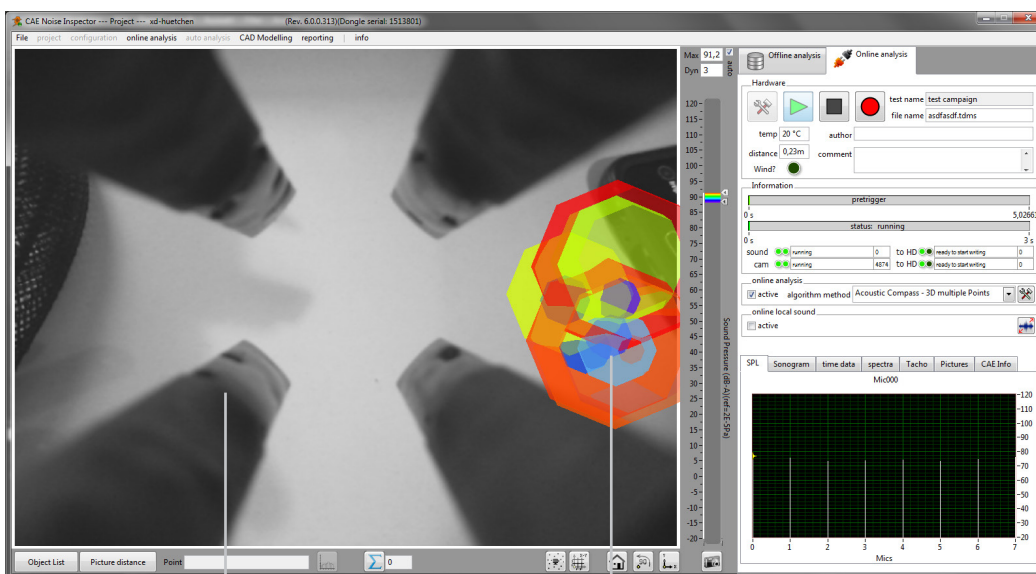 CAE Noise Inspector --- Project --- xd-huetchen (Rev. 6.0.0.313)(Dongle serial: 1513801)
File project configuration online analysis auto analysis CAD Modelling reporting | info
Max 91,2 auto
Dyn 3
120
115
110
105
100
95
90
85
80
75
70
65
60
55
50
45
40
35
30
25
20
15
10
5
0
-5
-10
-15
-20
Sound Pressure (dB-A)(ref=2E-5Pa)
Object List Picture distance Point info Σ 0
Offline analysis Online analysis
Hardware
test name test campaign
file name asdfasdf.tdms
temp 20 °C author
distance 0,23m comment
Wind?
Information
pretrigger
0 s
status: running
0 s 3 s
sound running 0 to HD ready to start writing 0
cam running 4874 to HD ready to start writing 0
online analysis
active algorithm method Acoustic Compass - 3D multiple Points
online local sound
active
SPL Sonogram time data spectra Tacho Pictures CAE Info
Mic000
-120
-110
-100
-90
-80
-70
-60
-50
-40
-30
-20
0 1 2 3 4 5 6 7
Mics